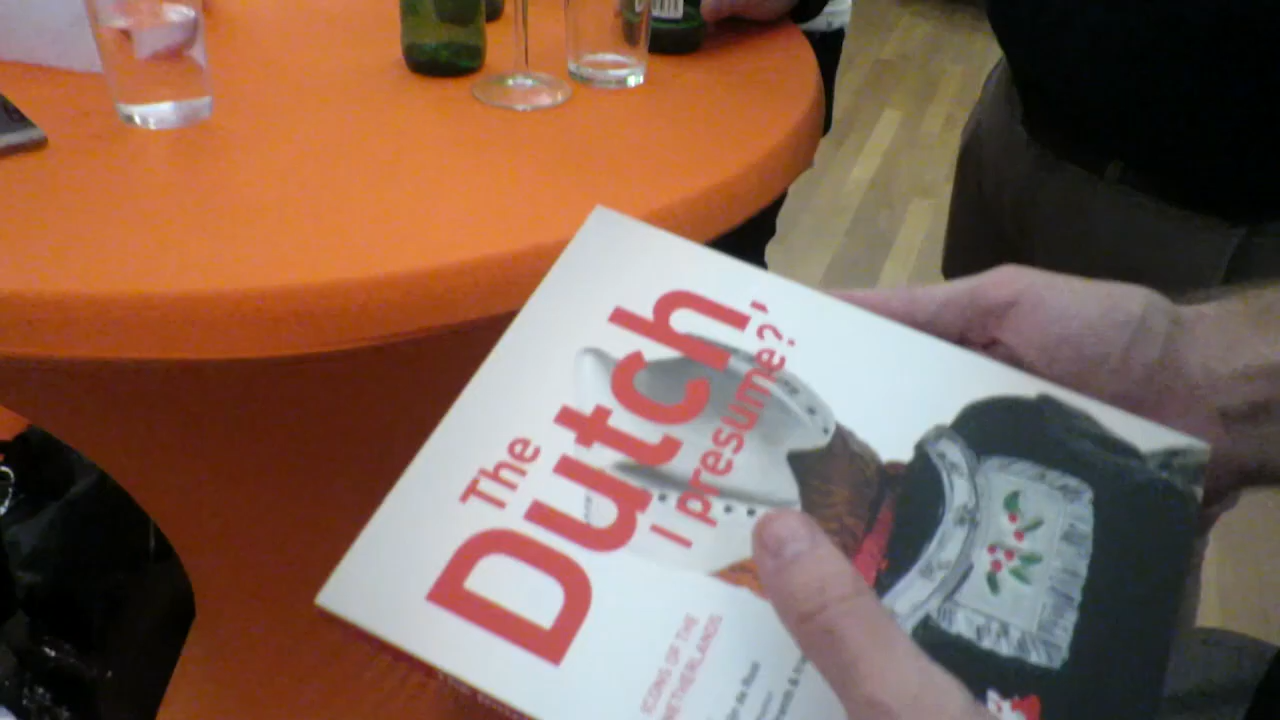 The
Dutch,
I presume?
ICONS OF THE
NETHERLANDS